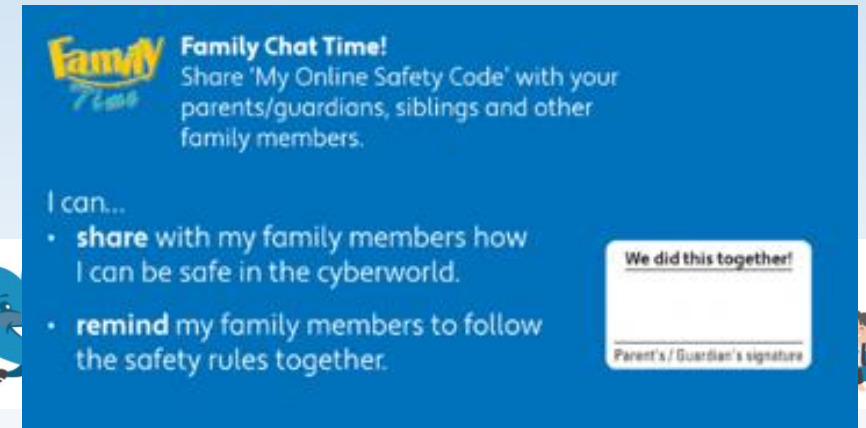 Family
Time
Family Chat Time!
Share 'My Online Safety Code' with your
parents/guardians, siblings and other
family members.
I can...
• share with my family members how
I can be safe in the cyberworld.
• remind my family members to follow
the safety rules together.
We did this together!
Parent's / Guardian's signature